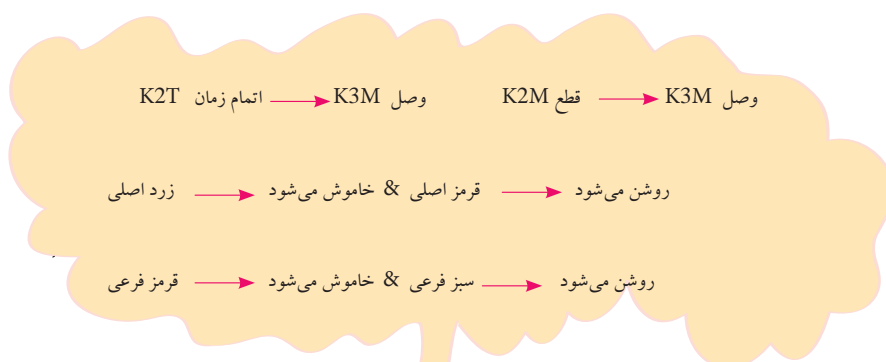 اتمام زمان K2T → وصل K3M قطع K2M → وصل K3M
زرد اصلی → خاموش می‌شود & قرمز اصلی → روشن می‌شود
قرمز فرعی → خاموش می‌شود & سبز فرعی → روشن می‌شود